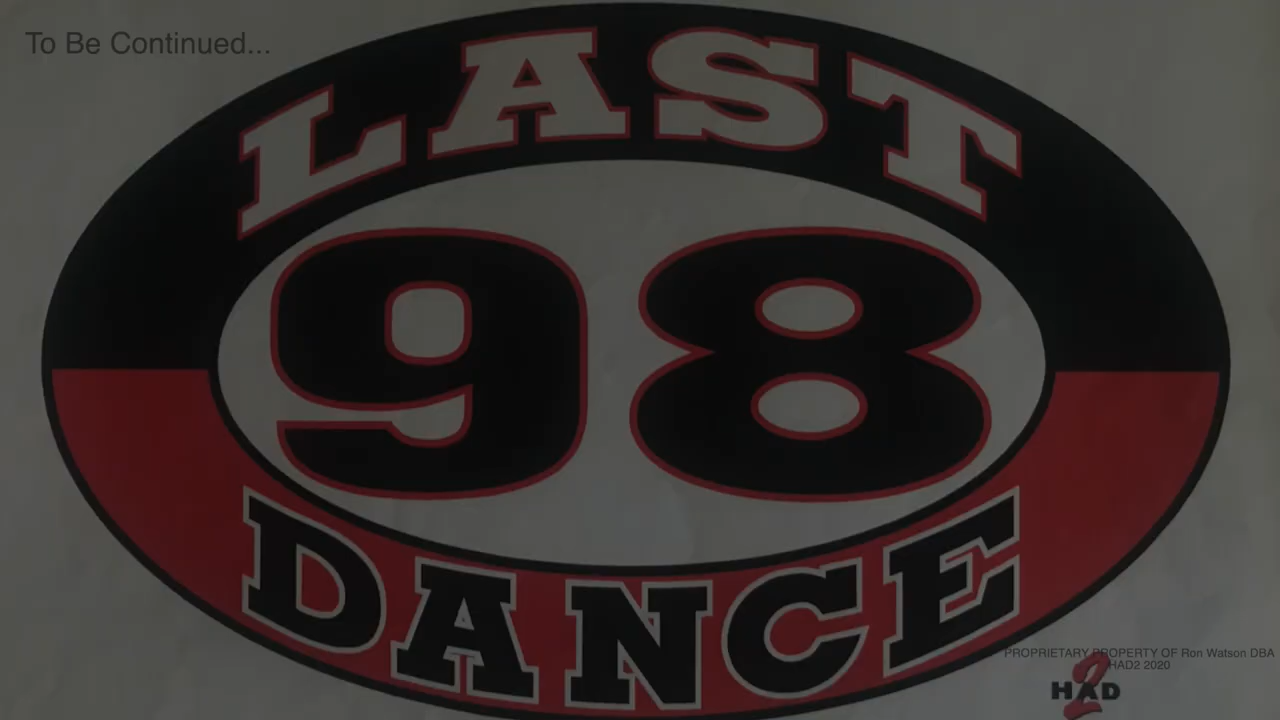 To Be Continued...
LAST
98
DANCE
PROPRIETARY PROPERTY OF Ron Watson DBA
HAD2 2020
2
HAD